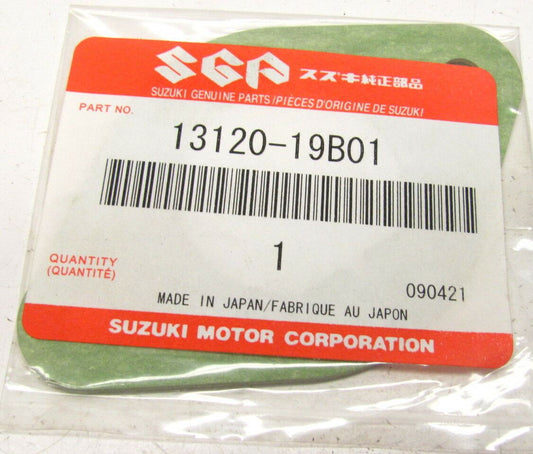 SGP スズキ純正部品
SUZUKI GENUINE PARTS/PIÈCES D'ORIGINE DE SUZUKI
PART NO.
13120-19B01
1
QUANTITY
(QUANTITÉ)
090421
MADE IN JAPAN/FABRIQUE AU JAPON
SUZUKI MOTOR CORPORATION